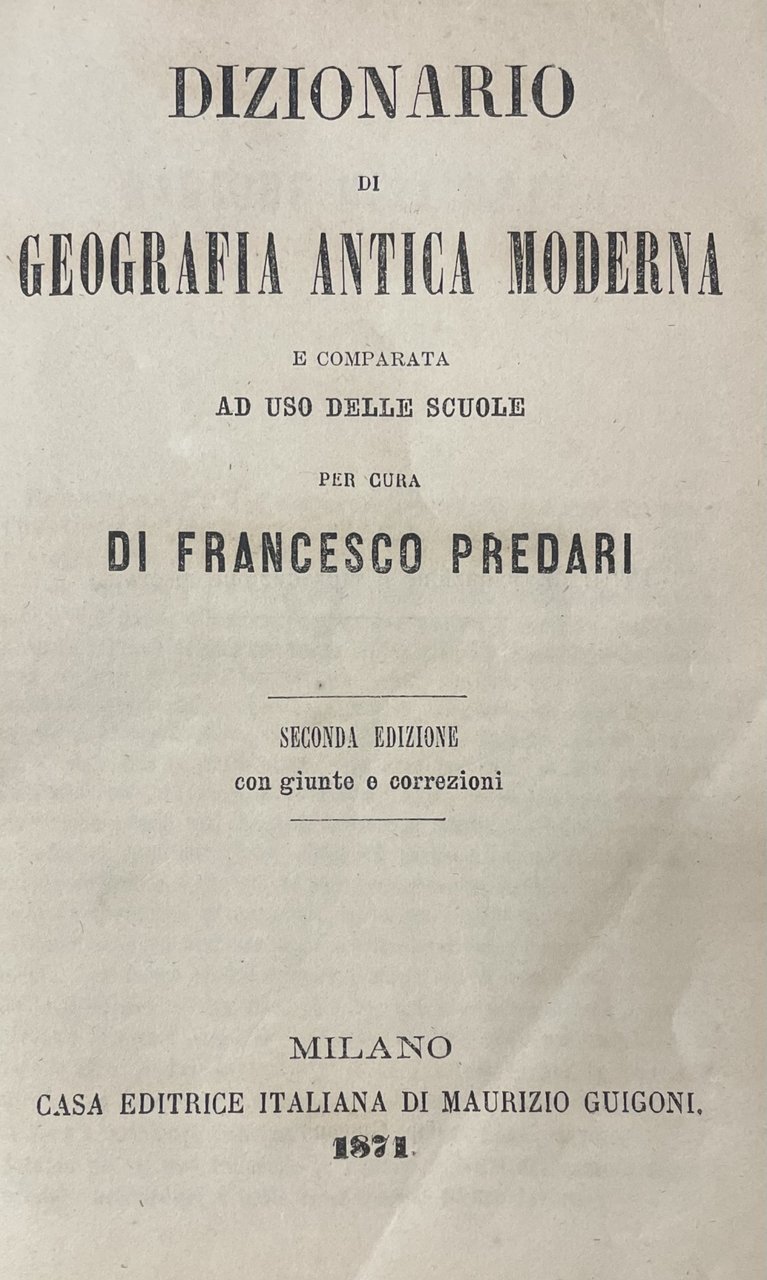 DIZIONARIO
DI
GEOGRAFIA ANTICA MODERNA
E COMPARATA
AD USO DELLE SCUOLE
PER CURA
DI FRANCESCO PREDARI
SECONDA EDIZIONE
con giunte e correzioni
MILANO
CASA EDITRICE ITALIANA DI MAURIZIO GUIGONI.
1871.